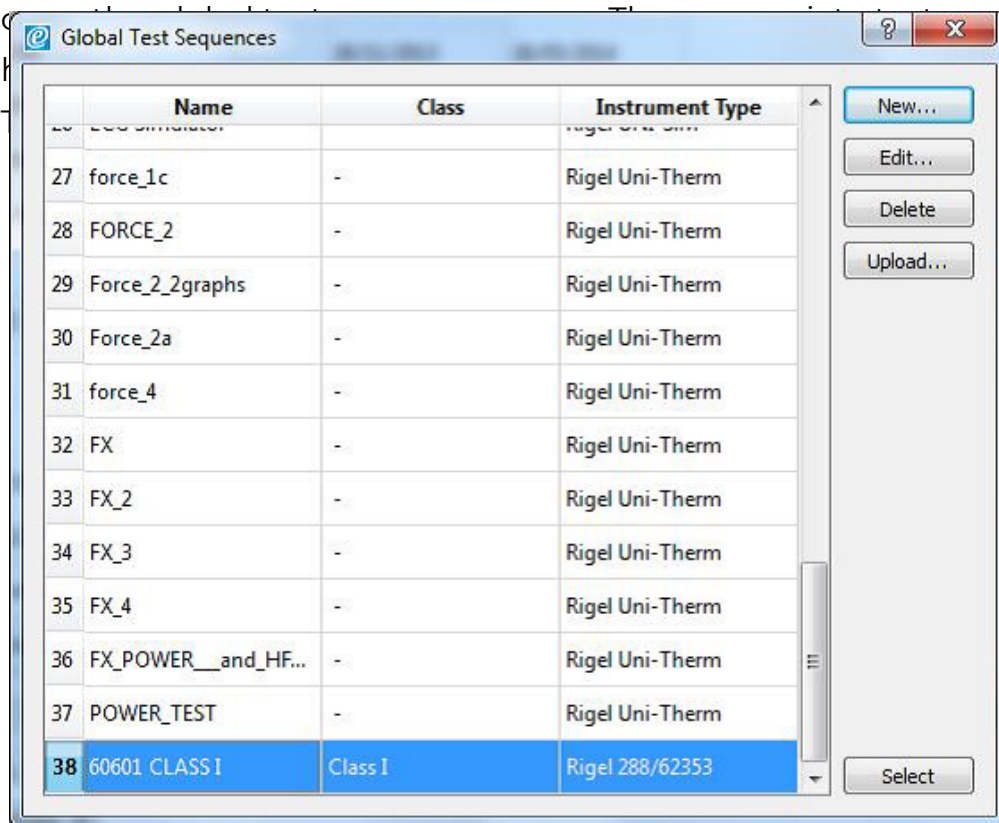 Global Test Sequences
Name Class Instrument Type
27 force_1c - Rigel Uni-Therm
28 FORCE_2 - Rigel Uni-Therm
29 Force_2_2graphs - Rigel Uni-Therm
30 Force_2a - Rigel Uni-Therm
31 force_4 - Rigel Uni-Therm
32 FX - Rigel Uni-Therm
33 FX_2 - Rigel Uni-Therm
34 FX_3 - Rigel Uni-Therm
35 FX_4 - Rigel Uni-Therm
36 FX_POWER__and_HF... - Rigel Uni-Therm
37 POWER_TEST - Rigel Uni-Therm
38 60601 CLASS I Class I Rigel 288/62353
New...
Edit...
Delete
Upload...
Select